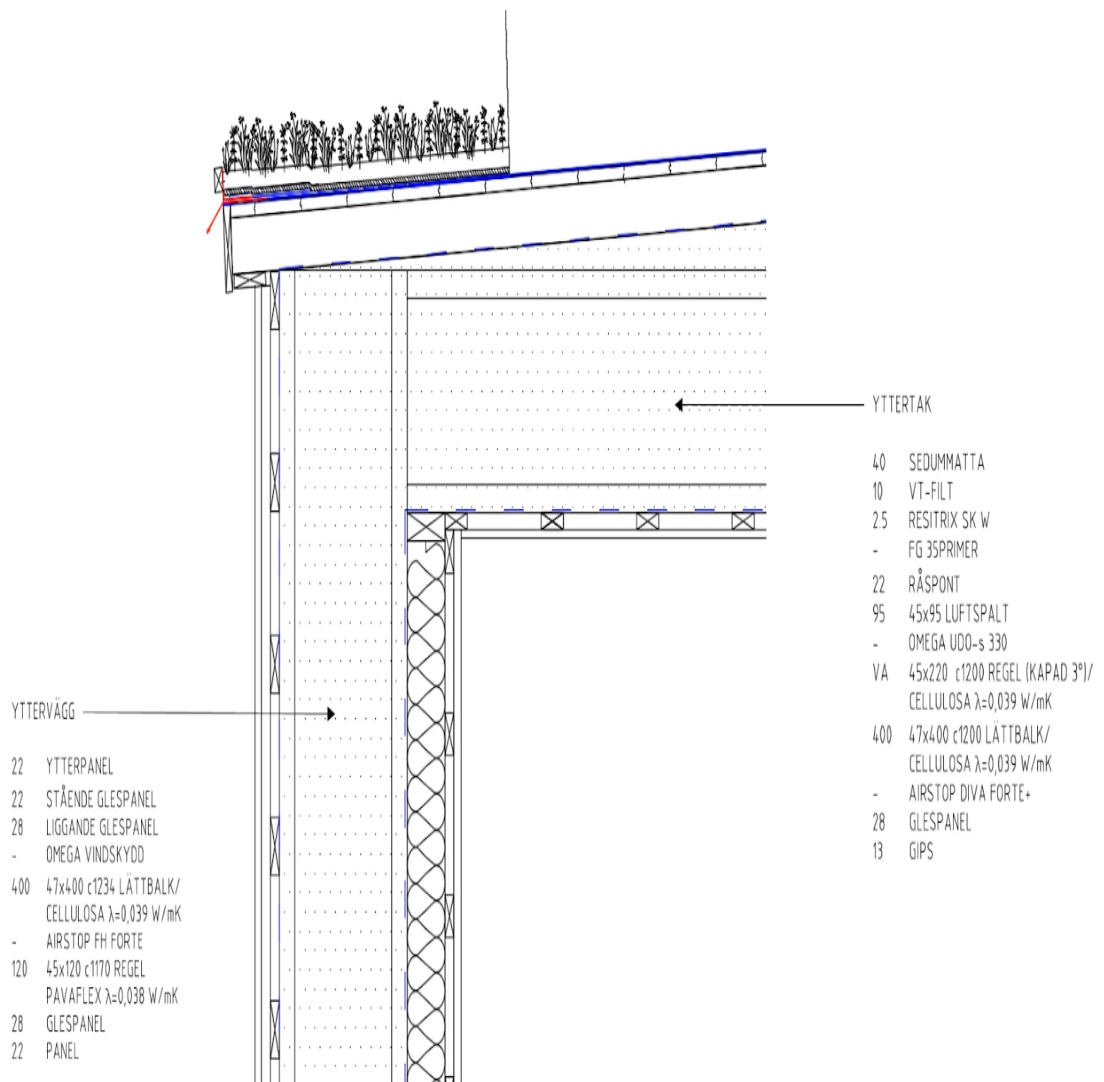 YTTERTAK
40 SEDUMMATTA
10 VT-FILT
2.5 RESITRIX SK W
- FG 35PRIMER
22 RÅSPONT
95 45x95 LUFTSPALT
- OMEGA UDO-s 330
VA 45x220 c1200 REGEL (KAPAD 3°)/
CELLULOSA λ=0,039 W/mK
400 47x400 c1200 LÄTTBALK/
CELLULOSA λ=0,039 W/mK
- AIRSTOP DIVA FORTE+
28 GLESPANEL
13 GIPS
YTTERVÄGG
22 YTTERPANEL
22 STÅENDE GLESPANEL
28 LIGGANDE GLESPANEL
- OMEGA VINDSKYDD
400 47x400 c1234 LÄTTBALK/
CELLULOSA λ=0,039 W/mK
- AIRSTOP FH FORTE
120 45x120 c1170 REGEL
PAVAFLEX λ=0,038 W/mK
28 GLESPANEL
22 PANEL